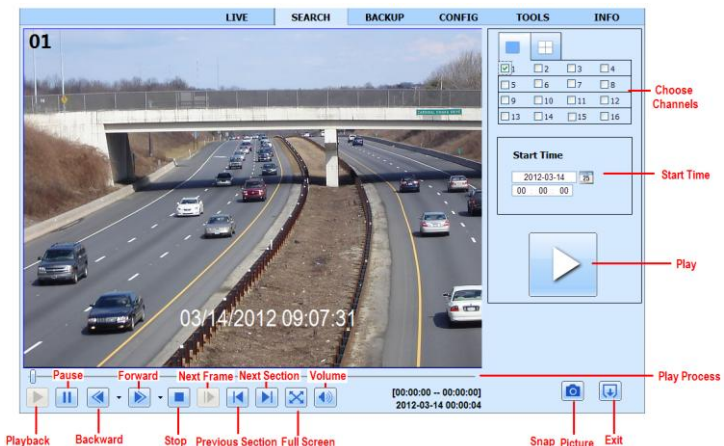 LIVE SEARCH BACKUP CONFIG TOOLS INFO
01
1 2 3 4
5 6 7 8
9 10 11 12
13 14 15 16
Choose
Channels
Start Time
2012-03-14 25
00 00 00
Start Time
Play
03/14/2012 09:07:31
Play Process
Pause Forward Next Frame Next Section Volume
[00:00:00 -- 00:00:00]
2012-03-14 00:00:04
Playback Backward Stop Previous Section Full Screen Snap Picture Exit